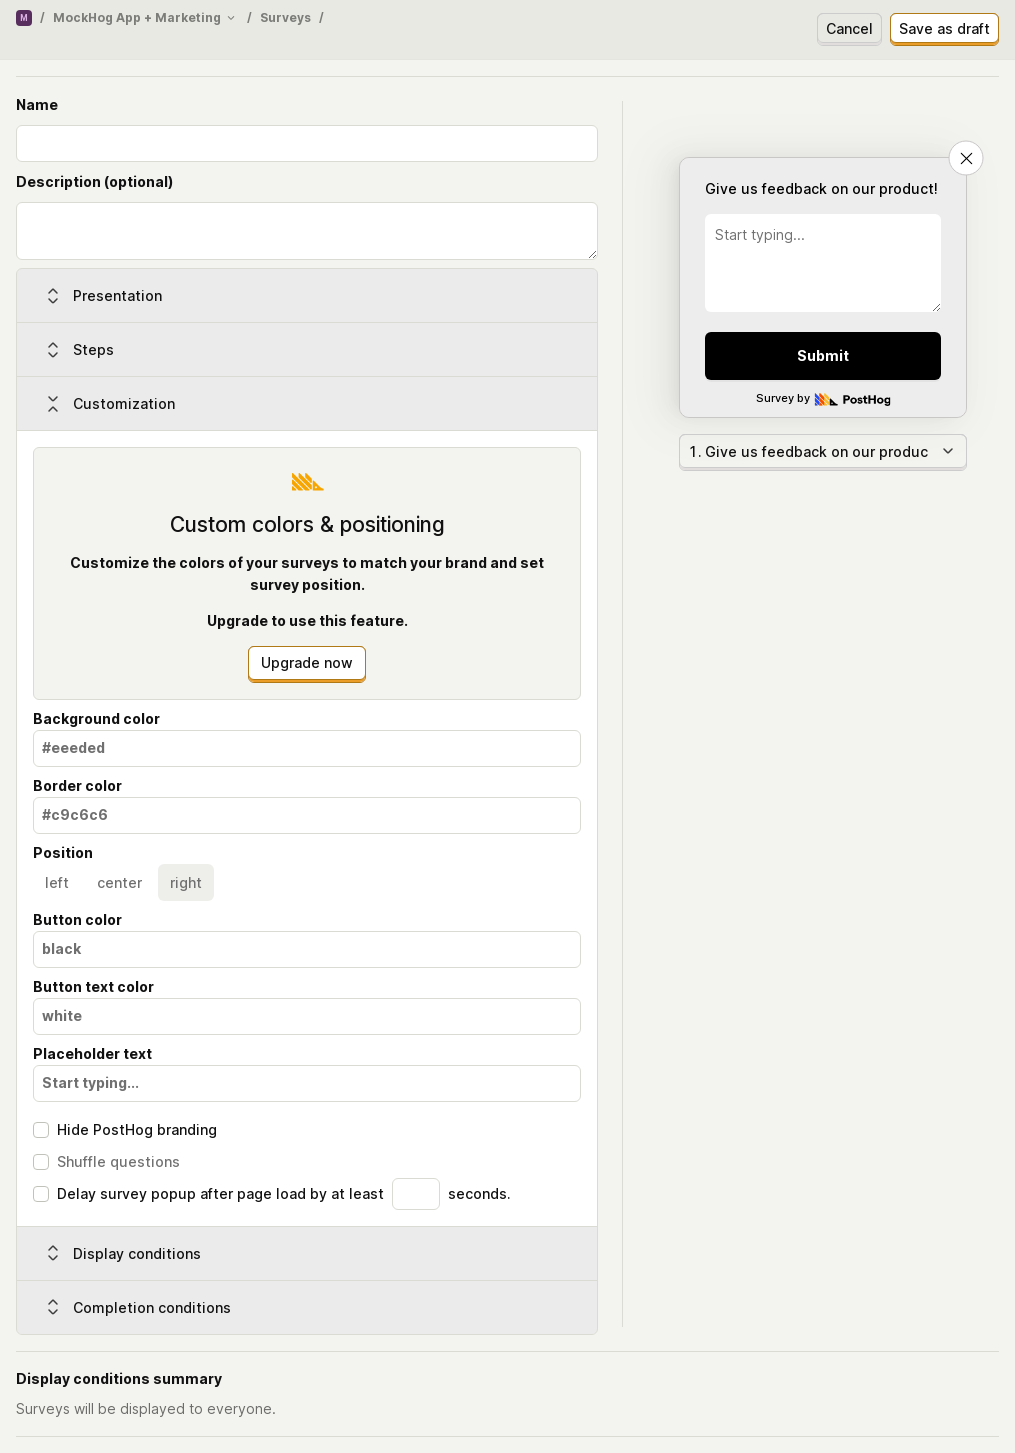 M / MockHog App + Marketing / Surveys /
Cancel
Save as draft
Name
Description (optional)
Presentation
Steps
Customization
Custom colors & positioning
Customize the colors of your surveys to match your brand and set
survey position.
Upgrade to use this feature.
Upgrade now
Background color
#eeeded
Border color
#c9c6c6
Position
left center right
Button color
black
Button text color
white
Placeholder text
Start typing...
Hide PostHog branding
Shuffle questions
Delay survey popup after page load by at least seconds.
Display conditions
Completion conditions
Give us feedback on our product!
Start typing...
Submit
Survey by PostHog
1. Give us feedback on our produc
Display conditions summary
Surveys will be displayed to everyone.